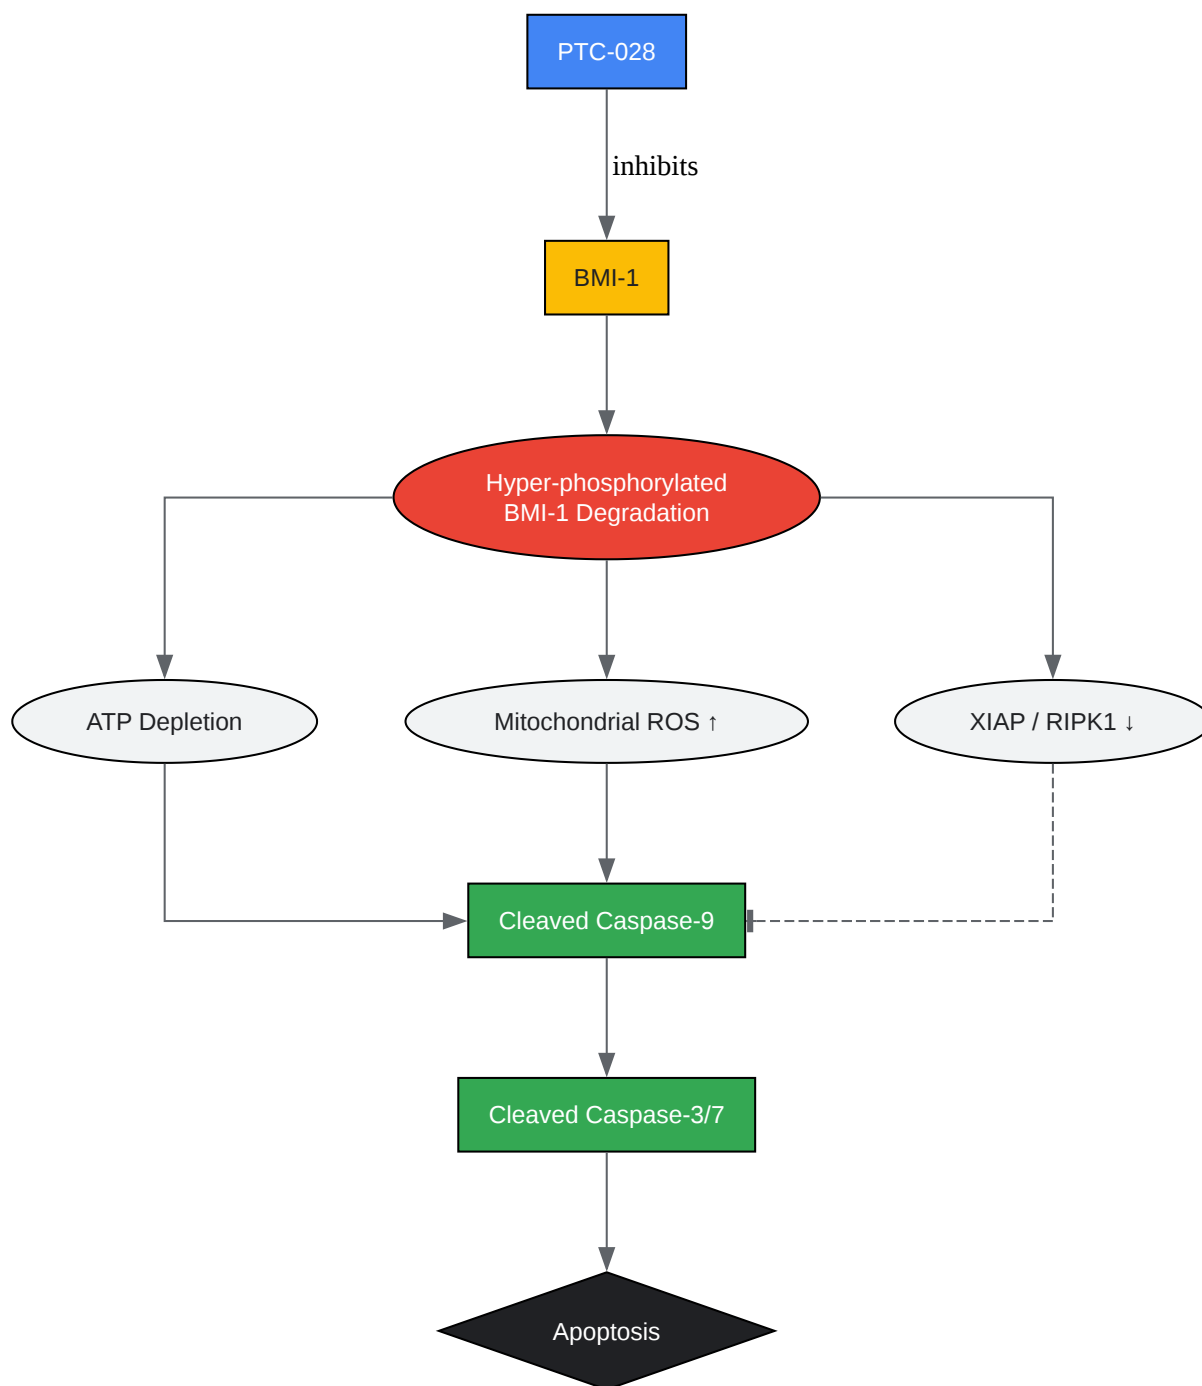 PTC-028
inhibits
BMI-1
Hyper-phosphorylated
BMI-1 Degradation
ATP Depletion
Mitochondrial ROS ↑
XIAP / RIPK1 ↓
Cleaved Caspase-9
Cleaved Caspase-3/7
Apoptosis